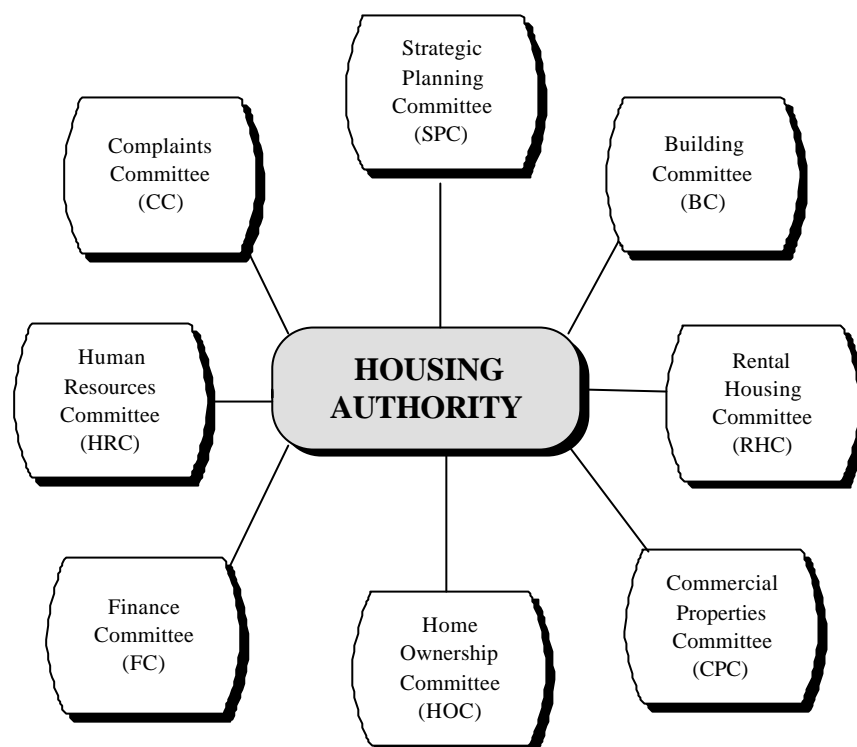 Strategic
Planning
Committee
(SPC)
Complaints
Committee
(CC)
Building
Committee
(BC)
Human
Resources
Committee
(HRC)
HOUSING
AUTHORITY
Rental
Housing
Committee
(RHC)
Finance
Committee
(FC)
Home
Ownership
Committee
(HOC)
Commercial
Properties
Committee
(CPC)